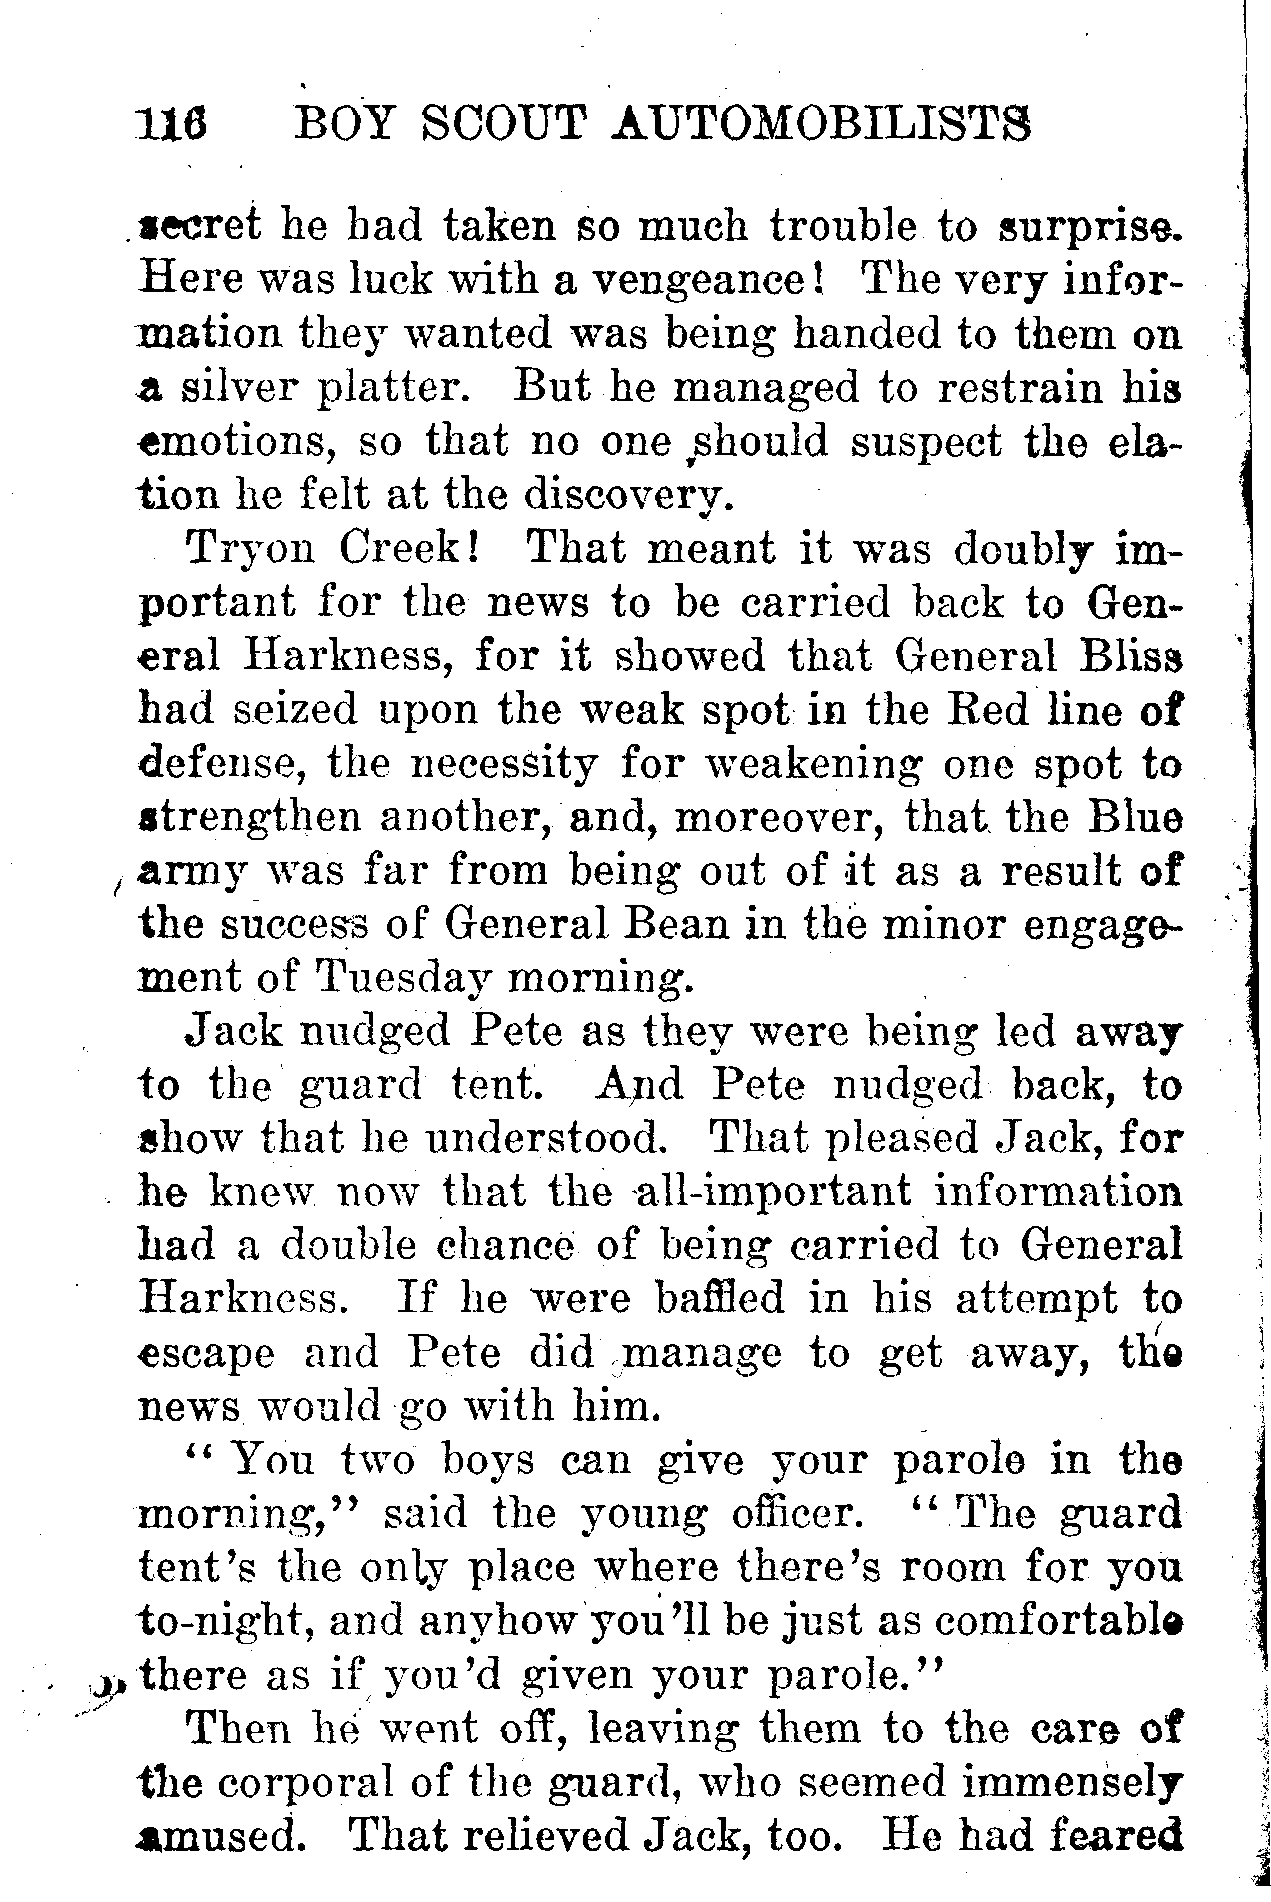 116 BOY SCOUT AUTOMOBILISTS
secret he had taken so much trouble to surprise.
Here was luck with a vengeance! The very infor-
mation they wanted was being handed to them on
a silver platter. But he managed to restrain his
emotions, so that no one should suspect the ela-
tion he felt at the discovery.
Tryon Creek! That meant it was doubly im-
portant for the news to be carried back to Gen-
eral Harkness, for it showed that General Bliss
had seized upon the weak spot in the Red line of
defense, the necessity for weakening one spot to
strengthen another, and, moreover, that the Blue
army was far from being out of it as a result of
the success of General Bean in the minor engage-
ment of Tuesday morning.
Jack nudged Pete as they were being led away
to the guard tent. And Pete nudged back, to
show that he understood. That pleased Jack, for
he knew now that the all-important information
had a double chance of being carried to General
Harkness. If he were baffled in his attempt to
escape and Pete did manage to get away, the
news would go with him.
"You two boys can give your parole in the
morning," said the young officer. "The guard
tent's the only place where there's room for you
to-night, and anyhow you'll be just as comfortable
there as if you'd given your parole."
Then he went off, leaving them to the care of
the corporal of the guard, who seemed immensely
amused. That relieved Jack, too. He had feared